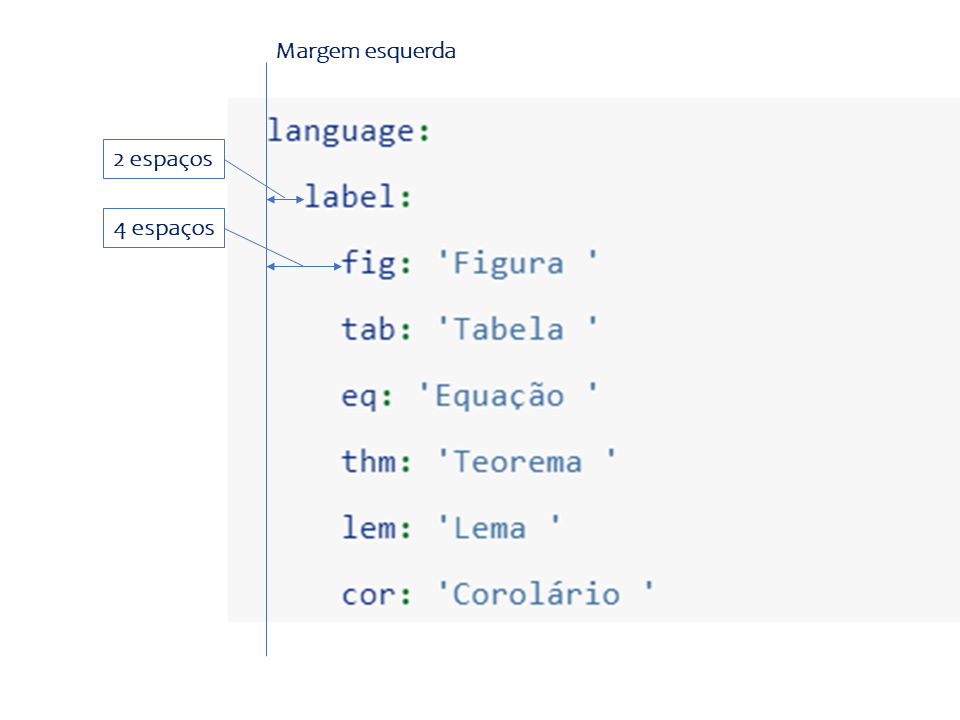 Margem esquerda
language:
2 espaços
label:
4 espaços
fig: 'Figura '
tab: 'Tabela '
eq: 'Equação '
thm: 'Teorema '
lem: 'Lema '
cor: 'Corolário '